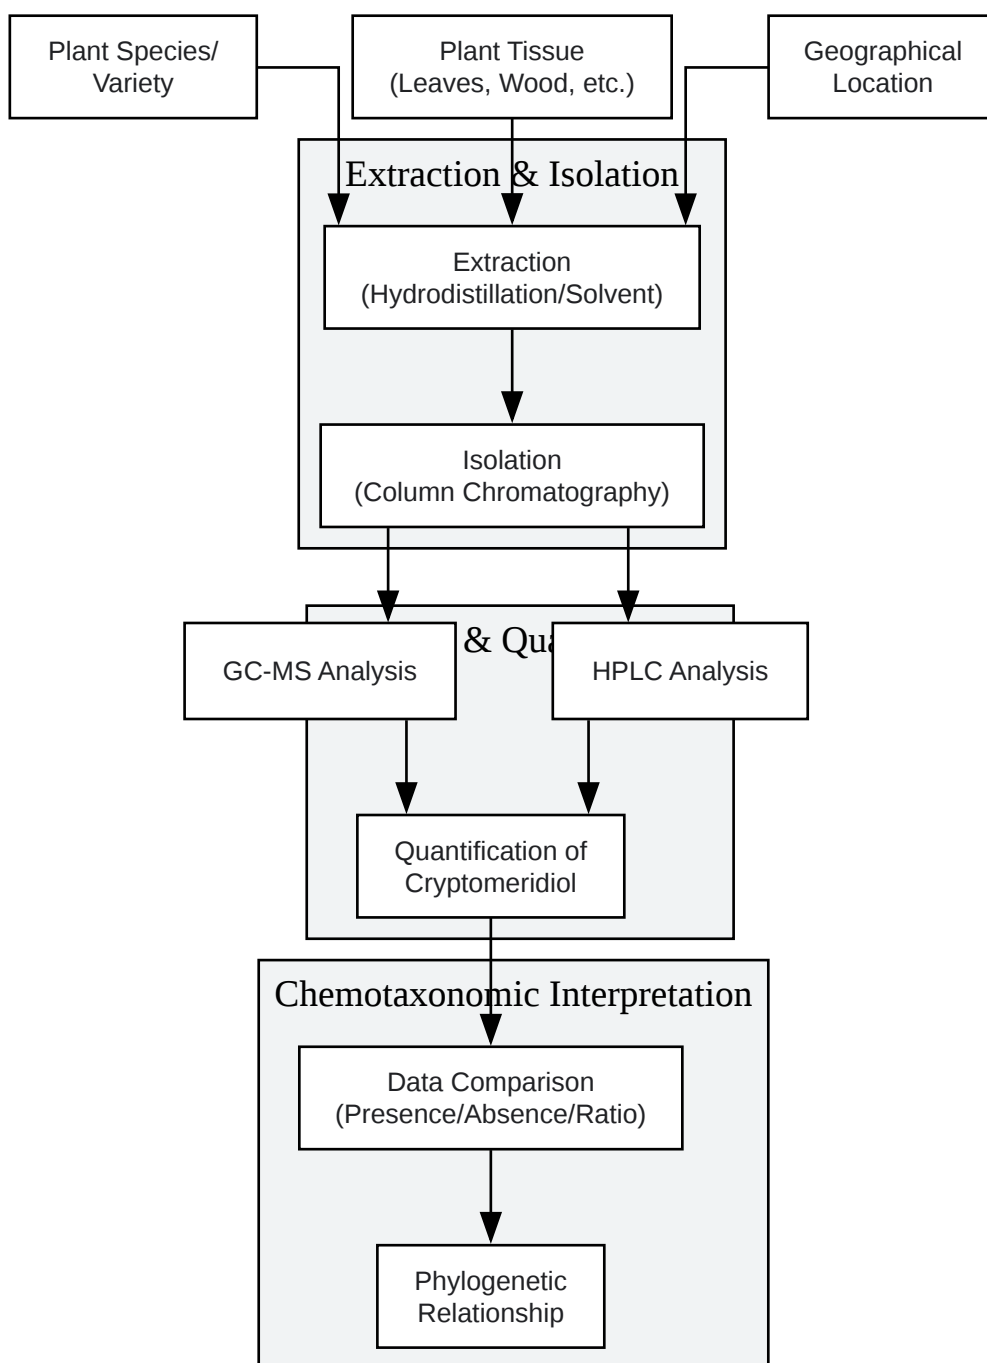 Plant Species/
Variety
Plant Tissue
(Leaves, Wood, etc.)
Geographical
Location
Extraction & Isolation
Extraction
(Hydrodistillation/Solvent)
Isolation
(Column Chromatography)
& Qua
GC-MS Analysis
HPLC Analysis
Quantification of
Cryptomeridiol
Chemotaxonomic Interpretation
Data Comparison
(Presence/Absence/Ratio)
Phylogenetic
Relationship